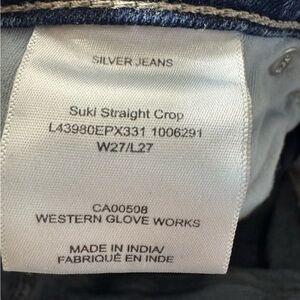 SILVER JEANS
Suki Straight Crop
L43980EPX331 1006291
W27/L27
CA00508
WESTERN GLOVE WORKS
MADE IN INDIA/
FABRIQUÉ EN INDE